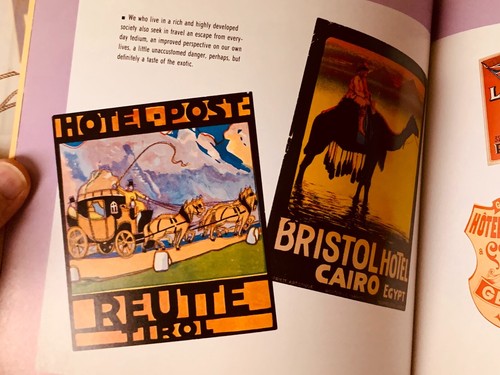 ▪ We who live in a rich and highly developed
society also seek in travel an escape from every-
day tedium, an improved perspective on our own
lives, a little unaccustomed danger, perhaps, but
definitely a taste of the exotic.
HOTEL-POST-
REUTTE
TIROL
BRISTOL HOTEL
CAIRO EGYPT
HÔTEL